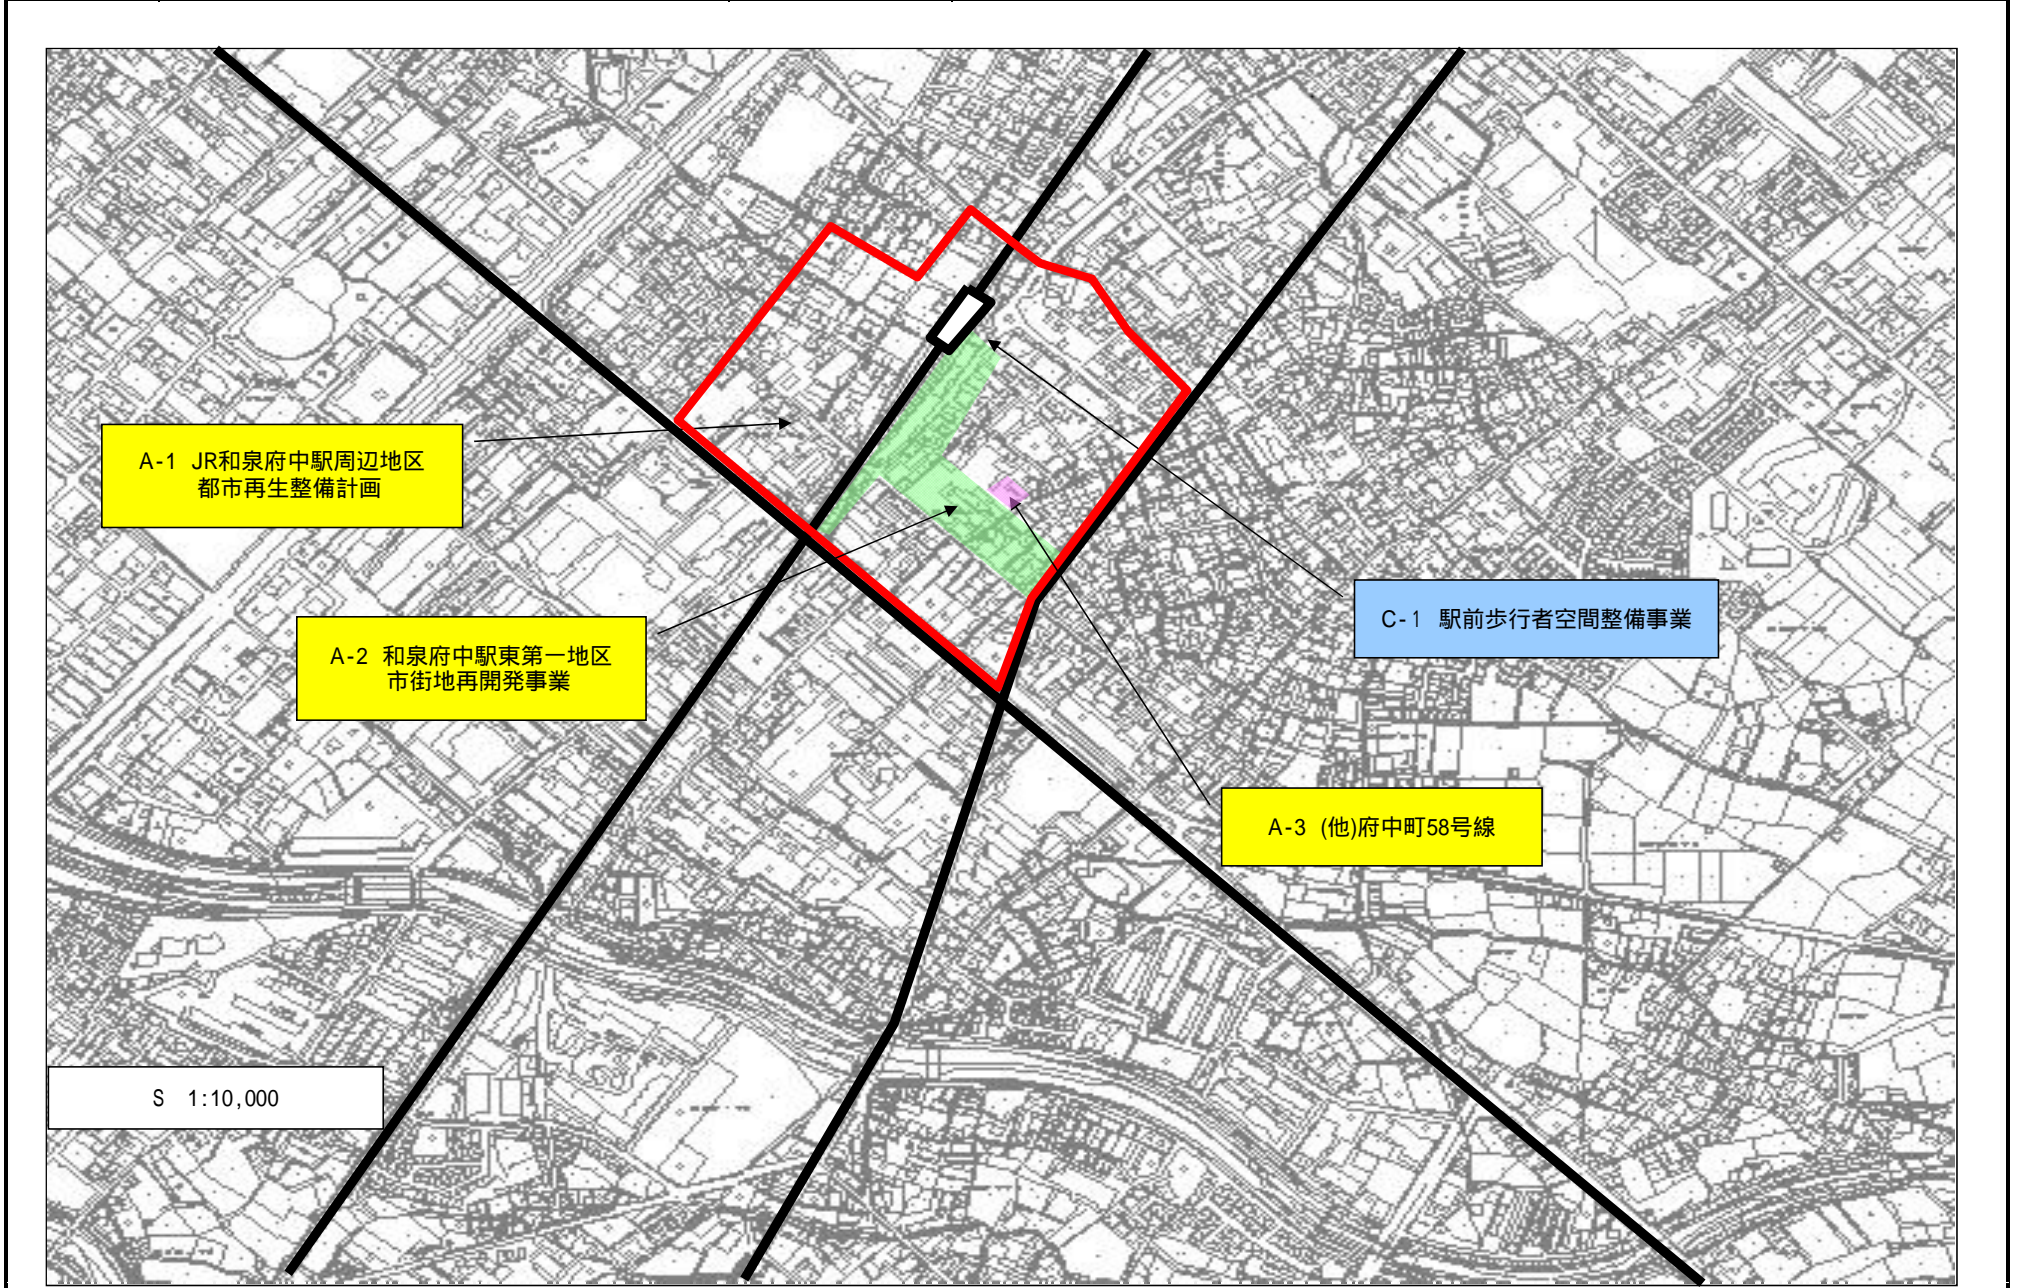 A-1 JR和泉府中駅周辺地区
都市再生整備計画
A-2 和泉府中駅東第一地区
市街地再開発事業
C-1 駅前歩行者空間整備事業
A-3 (他)府中町58号線
S 1:10,000